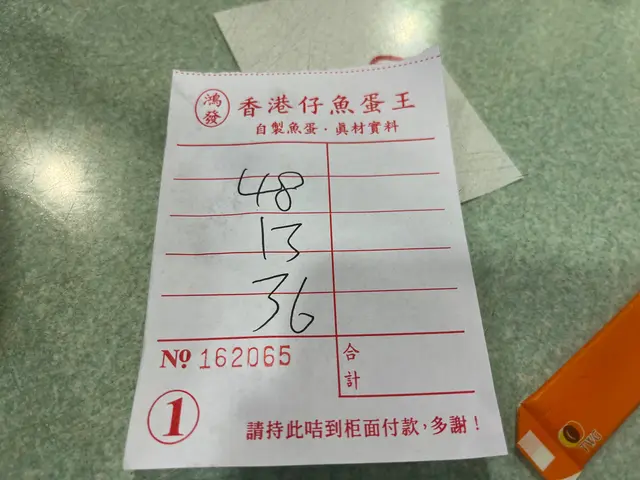 鴻發 香港仔魚蛋王
自製魚蛋·眞材實料
48
13
36
No 162065
合計
1
請持此咭到柜面付款,多謝!